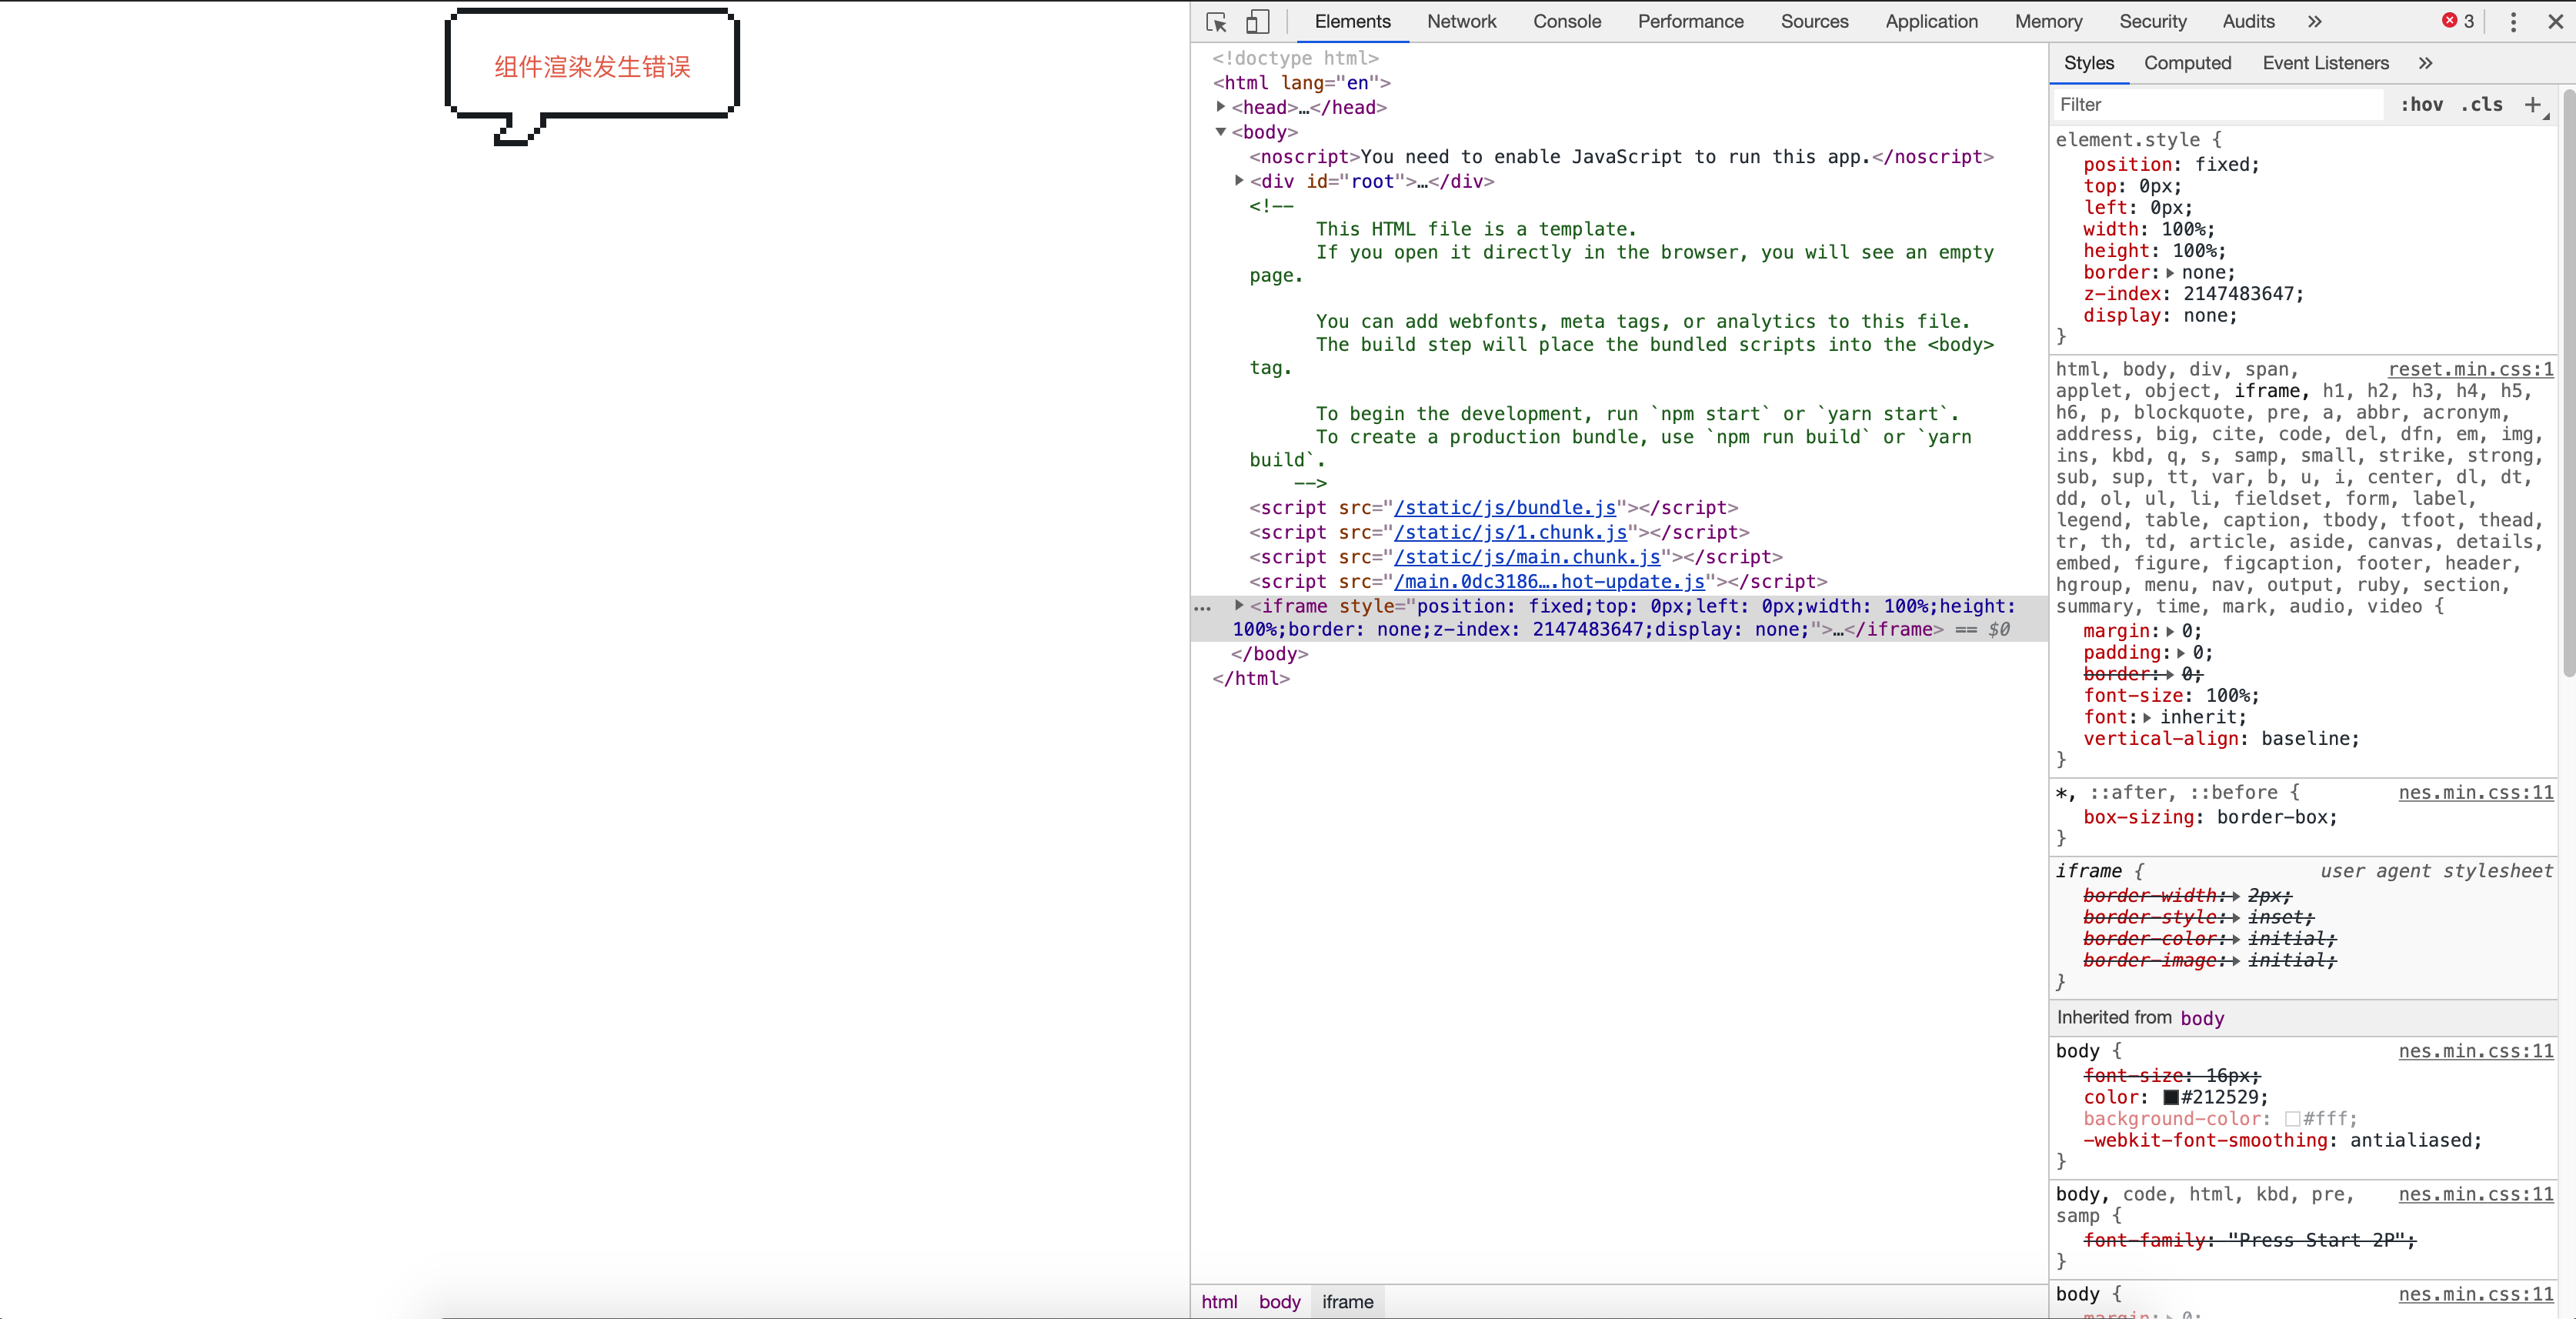 组件渲染发生错误
Elements Network Console Performance Sources Application Memory Security Audits » 3
<!doctype html>
<html lang="en">
<head>…</head>
<body>
<noscript>You need to enable JavaScript to run this app.</noscript>
<div id="root">…</div>
<!--
This HTML file is a template.
If you open it directly in the browser, you will see an empty
page.
You can add webfonts, meta tags, or analytics to this file.
The build step will place the bundled scripts into the <body>
tag.
To begin the development, run `npm start` or `yarn start`.
To create a production bundle, use `npm run build` or `yarn
build`.
-->
<script src="/static/js/bundle.js"></script>
<script src="/static/js/1.chunk.js"></script>
<script src="/static/js/main.chunk.js"></script>
<script src="/main.0dc3186….hot-update.js"></script>
… <iframe style="position: fixed;top: 0px;left: 0px;width: 100%;height:
100%;border: none;z-index: 2147483647;display: none;">…</iframe> == $0
</body>
</html>
html body iframe
Styles Computed Event Listeners »
Filter :hov .cls +
element.style {
position: fixed;
top: 0px;
left: 0px;
width: 100%;
height: 100%;
border: none;
z-index: 2147483647;
display: none;
}
html, body, div, span, reset.min.css:1
applet, object, iframe, h1, h2, h3, h4, h5,
h6, p, blockquote, pre, a, abbr, acronym,
address, big, cite, code, del, dfn, em, img,
ins, kbd, q, s, samp, small, strike, strong,
sub, sup, tt, var, b, u, i, center, dl, dt,
dd, ol, ul, li, fieldset, form, label,
legend, table, caption, tbody, tfoot, thead,
tr, th, td, article, aside, canvas, details,
embed, figure, figcaption, footer, header,
hgroup, menu, nav, output, ruby, section,
summary, time, mark, audio, video {
margin: 0;
padding: 0;
border: 0;
font-size: 100%;
font: inherit;
vertical-align: baseline;
}
*, ::after, ::before { nes.min.css:11
box-sizing: border-box;
}
iframe { user agent stylesheet
border-width: 2px;
border-style: inset;
border-color: initial;
border-image: initial;
}
Inherited from body
body { nes.min.css:11
font-size: 16px;
color: #212529;
background-color: #fff;
-webkit-font-smoothing: antialiased;
}
body, code, html, kbd, pre, nes.min.css:11
samp {
font-family: "Press Start 2P";
}
body { nes.min.css:11
margin: 0;